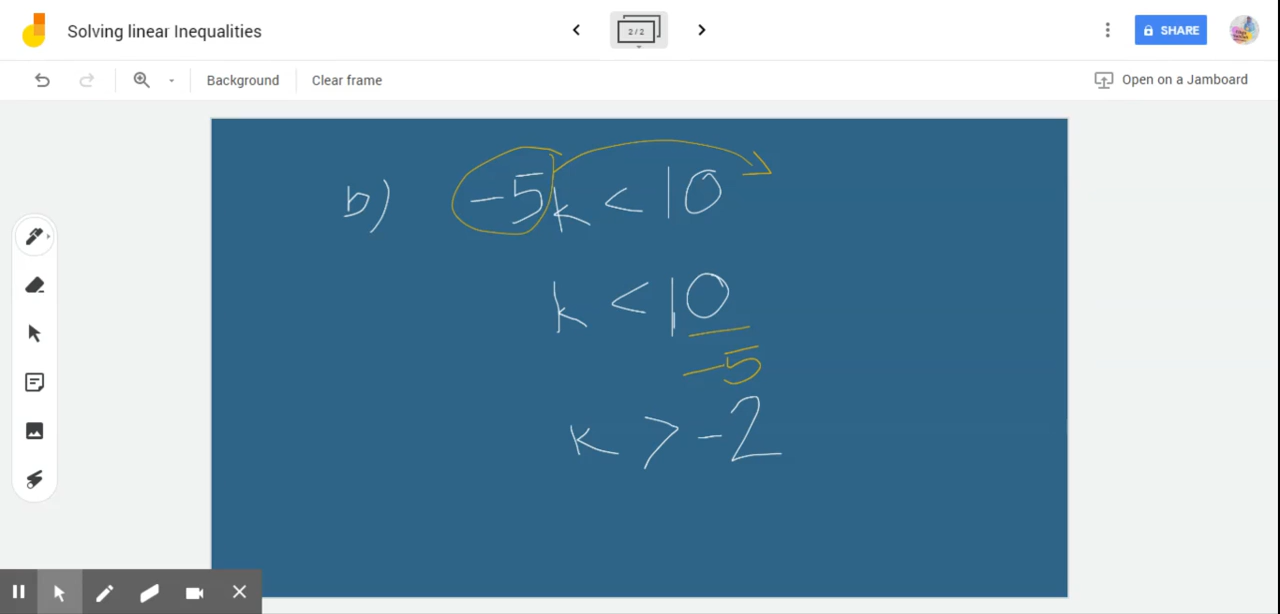 Solving linear Inequalities
2/2
SHARE
Background
Clear frame
Open on a Jamboard
b) -5k < 10
k < 10
-5
k > -2